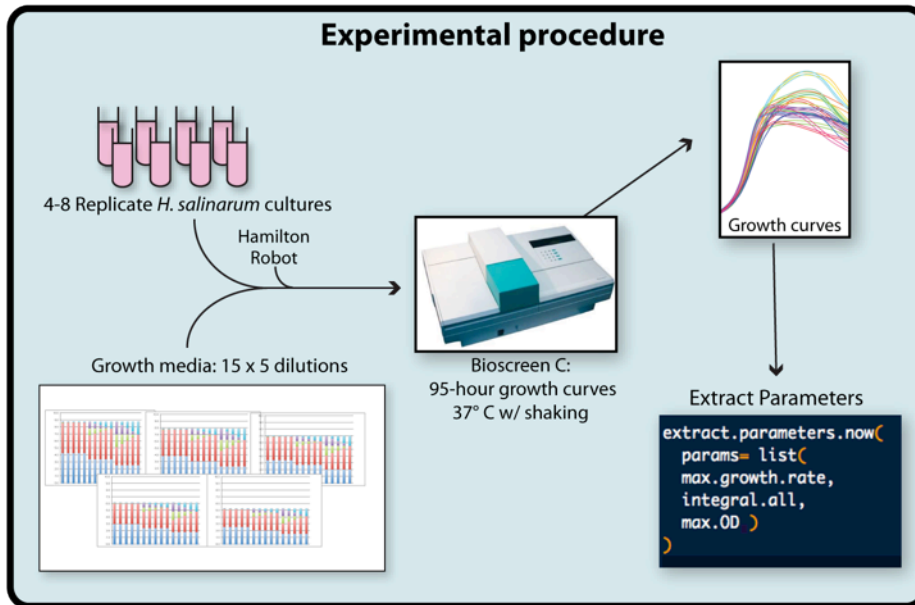 Experimental procedure
4-8 Replicate H. salinarum cultures
Hamilton
Robot
Growth media: 15 x 5 dilutions
Bioscreen C:
95-hour growth curves
37° C w/ shaking
Growth curves
Extract Parameters
extract.parameters.now(
params= list(
max.growth.rate,
integral.all,
max.OD )
)